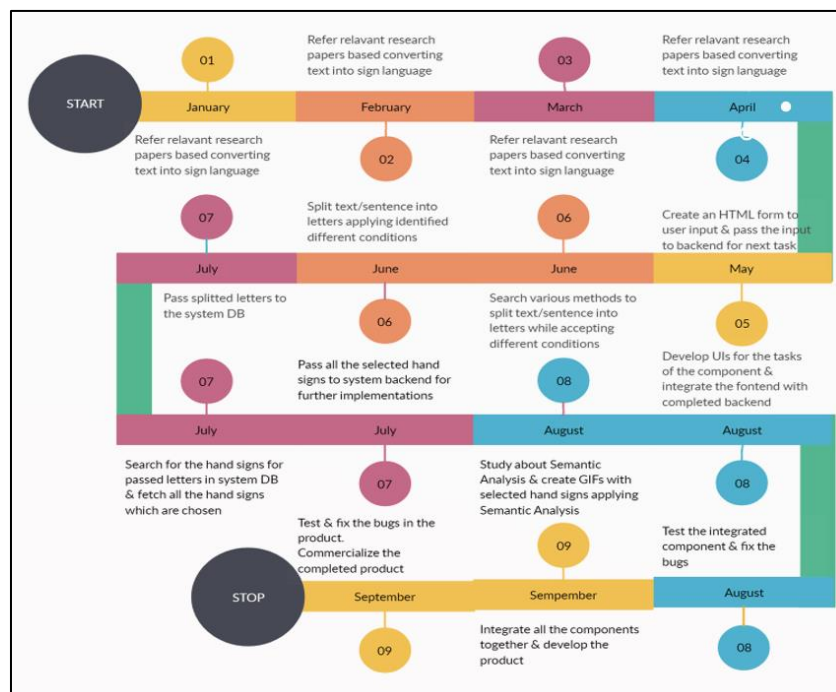 01
Refer relavant research
papers based converting
text into sign language
03
Refer relavant research
papers based converting
text into sign language
START
January
February
March
April
Refer relavant research
papers based converting
text into sign language
02
Refer relavant research
papers based converting
text into sign language
04
07
Split text/sentence into
letters applying identified
different conditions
06
Create an HTML form to
user input & pass the input
to backend for next task
July
June
June
May
Pass splitted letters to
the system DB
06
Search various methods to
split text/sentence into
letters while accepting
different conditions
05
07
Pass all the selected hand
signs to system backend for
further implementations
08
Develop UIs for the tasks
of the component &
integrate the fontend with
completed backend
July
July
August
August
Search for the hand signs for
passed letters in system DB
& fetch all the hand signs
which are chosen
07
Study about Semantic
Analysis & create GIFs with
selected hand signs applying
Semantic Analysis
08
Test & fix the bugs in the
product.
Commercialize the
completed product
09
Test the integrated
component & fix the
bugs
STOP
September
Sempember
August
09
Integrate all the components
together & develop the
product
08